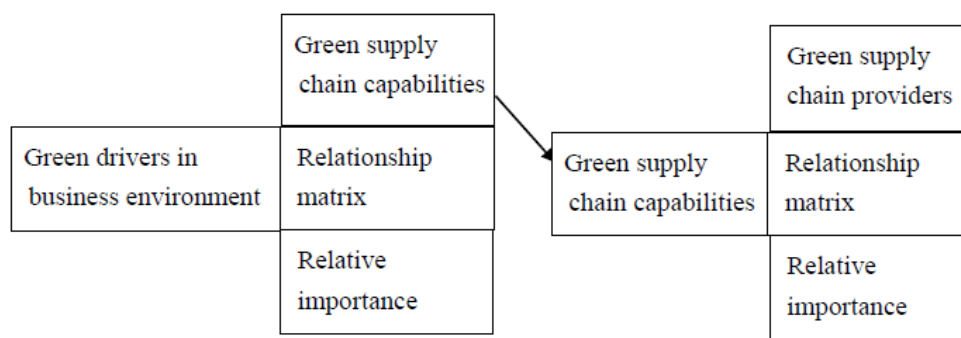 Green supply
chain capabilities
Green drivers in
business environment
Relationship
matrix
Relative
importance
Green supply
chain providers
Green supply
chain capabilities
Relationship
matrix
Relative
importance